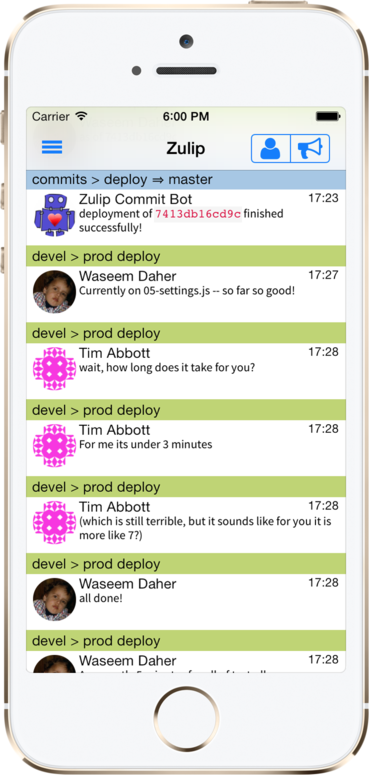 Carrier 6:00 PM
Zulip
commits > deploy ⇒ master
Zulip Commit Bot 17:23
deployment of 7413db16cd9c finished
successfully!
devel > prod deploy
Waseem Daher 17:27
Currently on 05-settings.js -- so far so good!
devel > prod deploy
Tim Abbott 17:28
wait, how long does it take for you?
devel > prod deploy
Tim Abbott 17:28
For me its under 3 minutes
devel > prod deploy
Tim Abbott 17:28
(which is still terrible, but it sounds like for you it is
more like 7?)
devel > prod deploy
Waseem Daher 17:28
all done!
devel > prod deploy
Waseem Daher 17:28